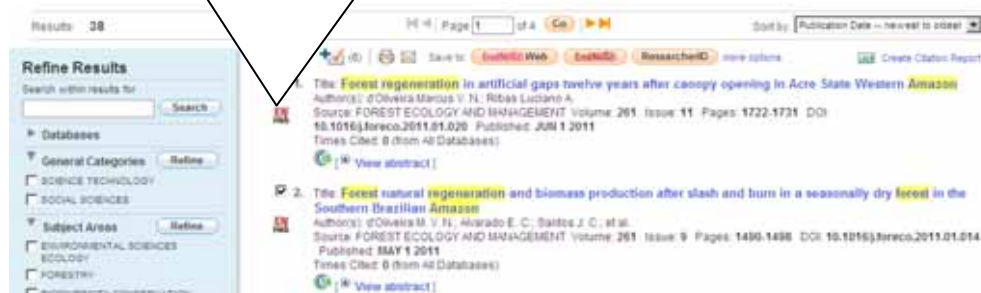 Results 38
Page 1 of 4 Go
Sort by: Publication Date -- newest to oldest
Refine Results
Search within results for
Search
Databases
General Categories Refine
SCIENCE TECHNOLOGY
SOCIAL SCIENCES
Subject Areas Refine
ENVIRONMENTAL SCIENCES
ECOLOGY
FORESTRY
(0) Save to: EndNote Web EndNote ResearcherID more options
Create Citation Report
1. Title: Forest regeneration in artificial gaps twelve years after canopy opening in Acre State Western Amazon
Author(s): d'Oliveira Marcus V. N.; Ribas Luciano A.
Source: FOREST ECOLOGY AND MANAGEMENT Volume: 261 Issue: 11 Pages: 1722-1731 DOI:
10.1016/j.foreco.2011.01.020 Published: JUN 1 2011
Times Cited: 0 (from All Databases)
[ View abstract ]
2. Title: Forest natural regeneration and biomass production after slash and burn in a seasonally dry forest in the
Southern Brazilian Amazon
Author(s): d'Oliveira M. V. N.; Alvarado E. C.; Santos J. C., et al.
Source: FOREST ECOLOGY AND MANAGEMENT Volume: 261 Issue: 9 Pages: 1490-1498 DOI: 10.1016/j.foreco.2011.01.014
Published: MAY 1 2011
Times Cited: 0 (from All Databases)
[ View abstract ]